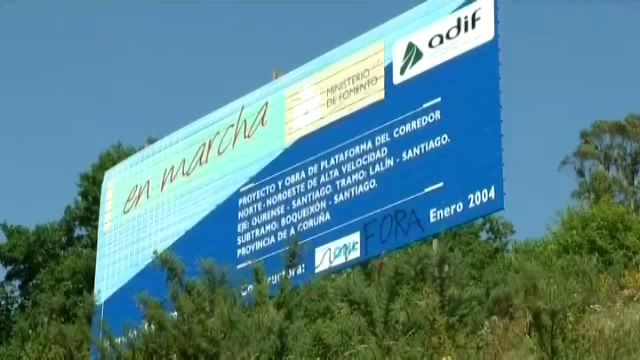 adif
MINISTERIO
DE FOMENTO
en marcha
PROYECTO Y OBRA DE PLATAFORMA DEL CORREDOR
NORTE-NOROESTE DE ALTA VELOCIDAD
EJE: OURENSE - SANTIAGO. TRAMO: LALÍN - SANTIAGO.
SUBTRAMO: BOQUEIXÓN - SANTIAGO.
PROVINCIA DE A CORUÑA
Enero 2004
FORA
Constructora: